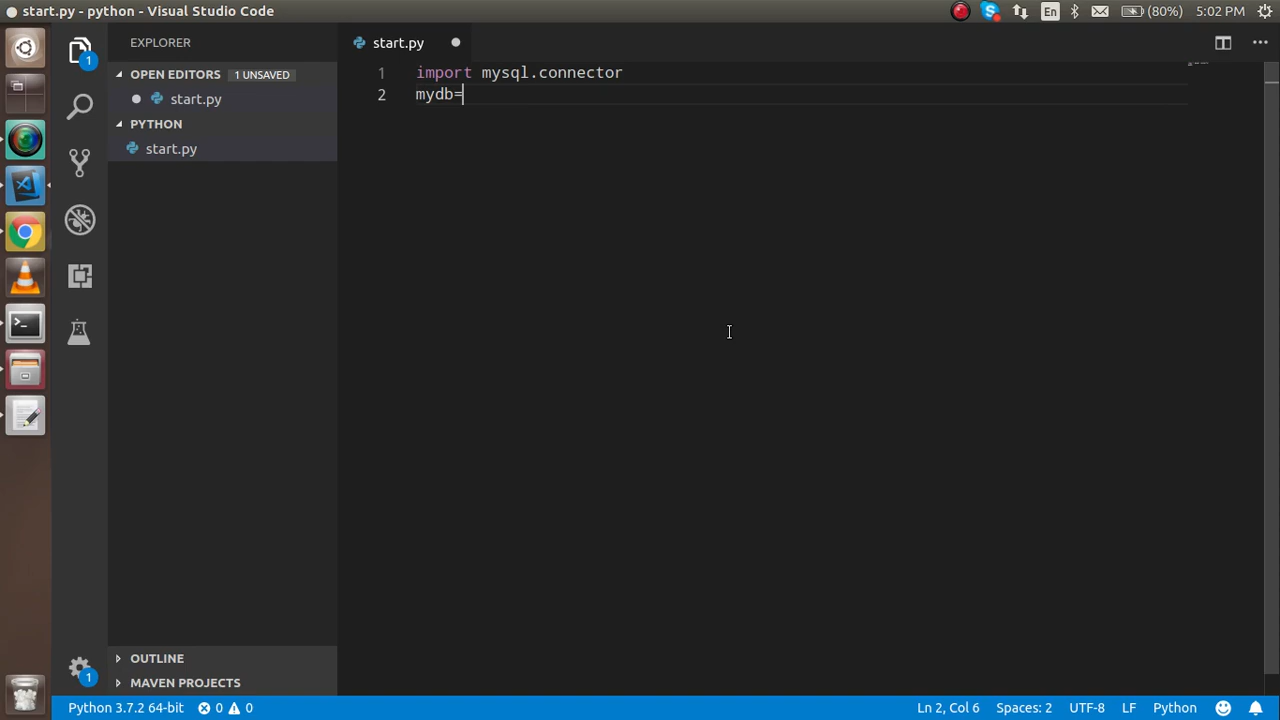 start.py - python - Visual Studio Code
En
(80%)
5:02 PM
EXPLORER
start.py
OPEN EDITORS 1 UNSAVED
start.py
PYTHON
start.py
1 import mysql.connector
2 mydb=
1
OUTLINE
MAVEN PROJECTS
1
Python 3.7.2 64-bit 0 0 Ln 2, Col 6 Spaces: 2 UTF-8 LF Python